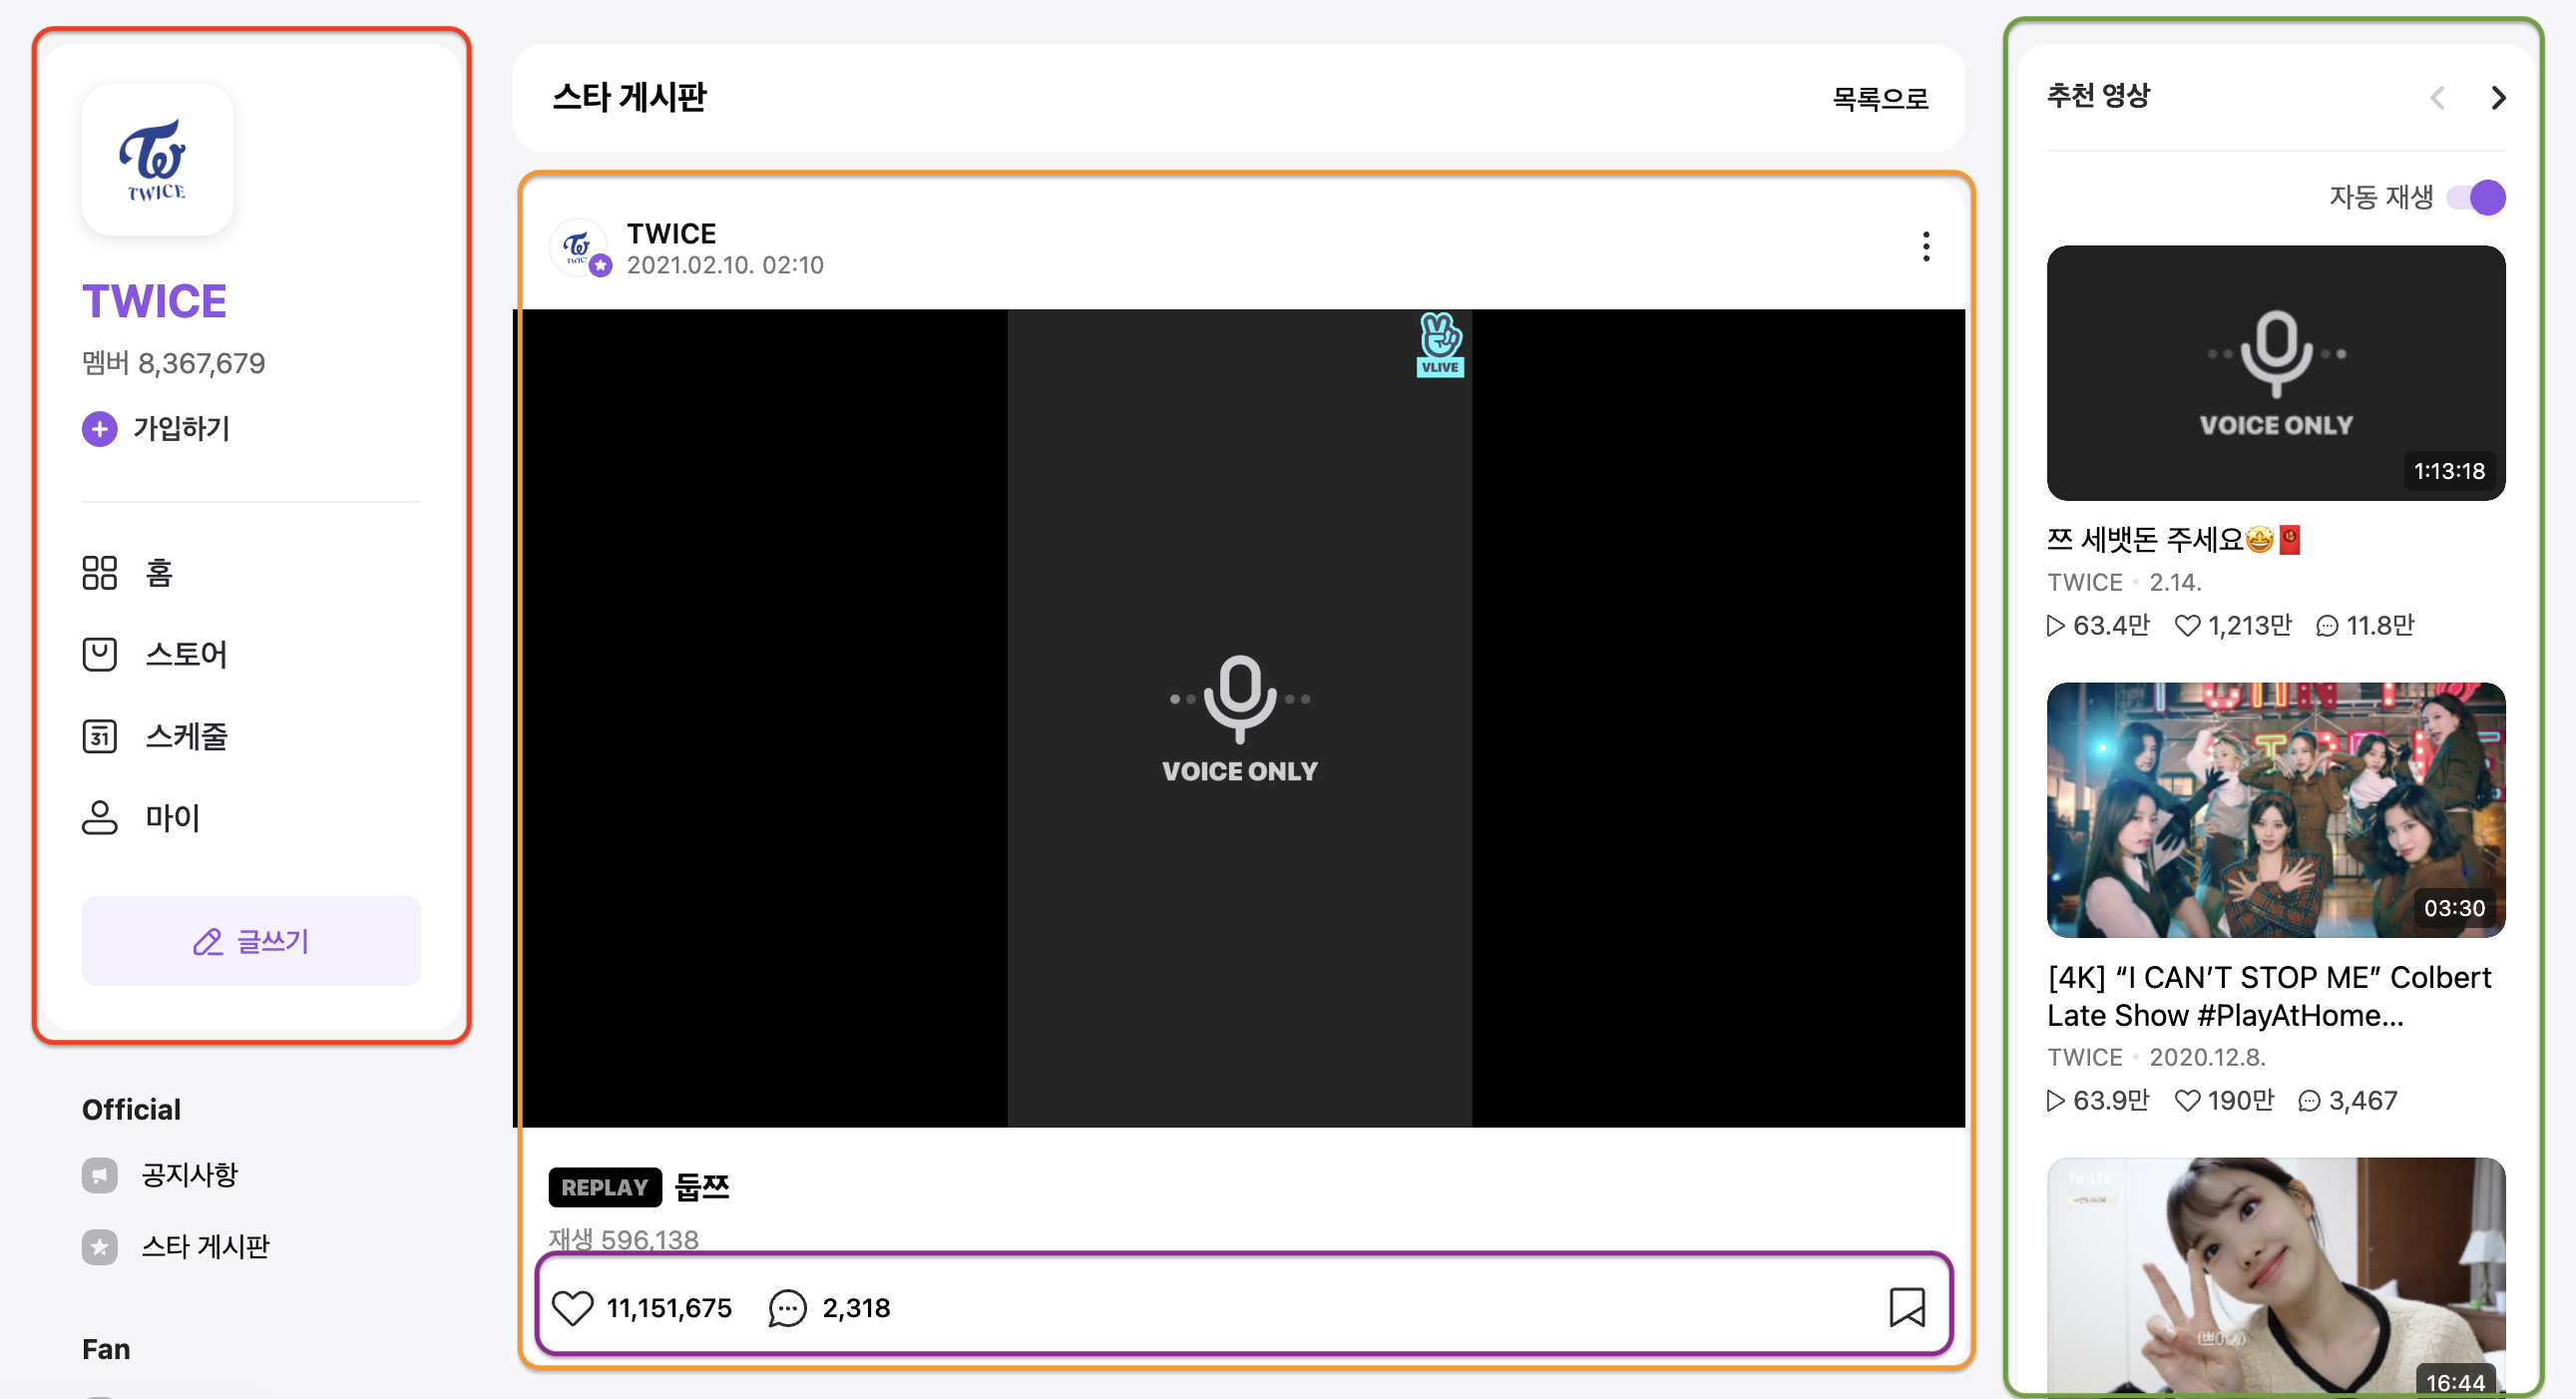 TWICE
TWICE
멤버 8,367,679
가입하기
홈
스토어
31
스케줄
마이
글쓰기
Official
공지사항
스타 게시판
Fan
스타 게시판
목록으로
TWICE
2021.02.10. 02:10
VLIVE
VOICE ONLY
REPLAY 둡쯔
재생 596,138
11,151,675
2,318
추천 영상
자동 재생
VOICE ONLY
1:13:18
쯔 세뱃돈 주세요🤩🧧
TWICE • 2.14.
63.4만 1,213만 11.8만
03:30
[4K] “I CAN’T STOP ME” Colbert
Late Show #PlayAtHome...
TWICE • 2020.12.8.
63.9만 190만 3,467
TW-LOG
16:44